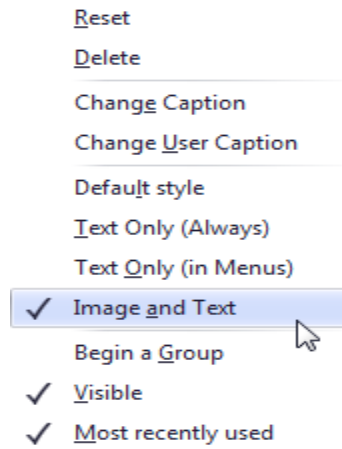 Reset
Delete
Change Caption
Change User Caption
Default style
Text Only (Always)
Text Only (in Menus)
Image and Text
Begin a Group
Visible
Most recently used